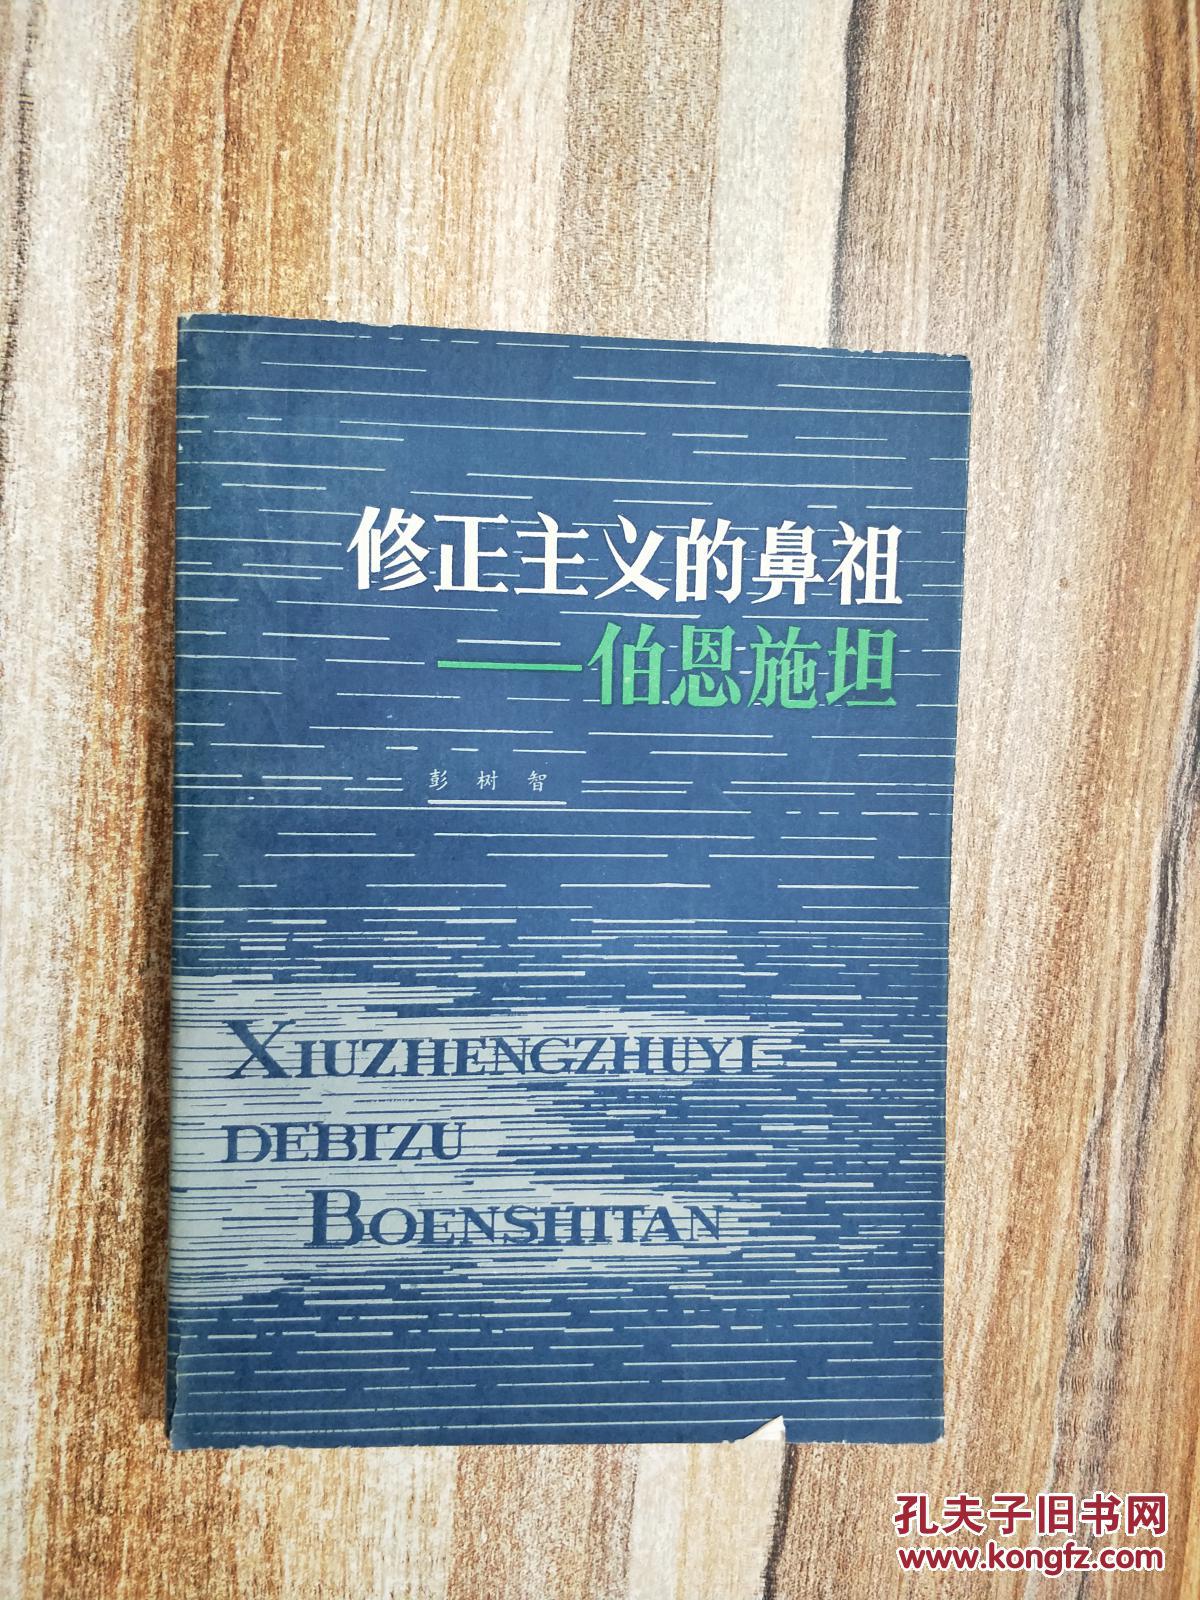 修正主义的鼻祖
——伯恩施坦
彭树智
XIUZHENGZHUYI
DEBIZU
BOENSHITAN
孔夫子旧书网
www.kongfz.com